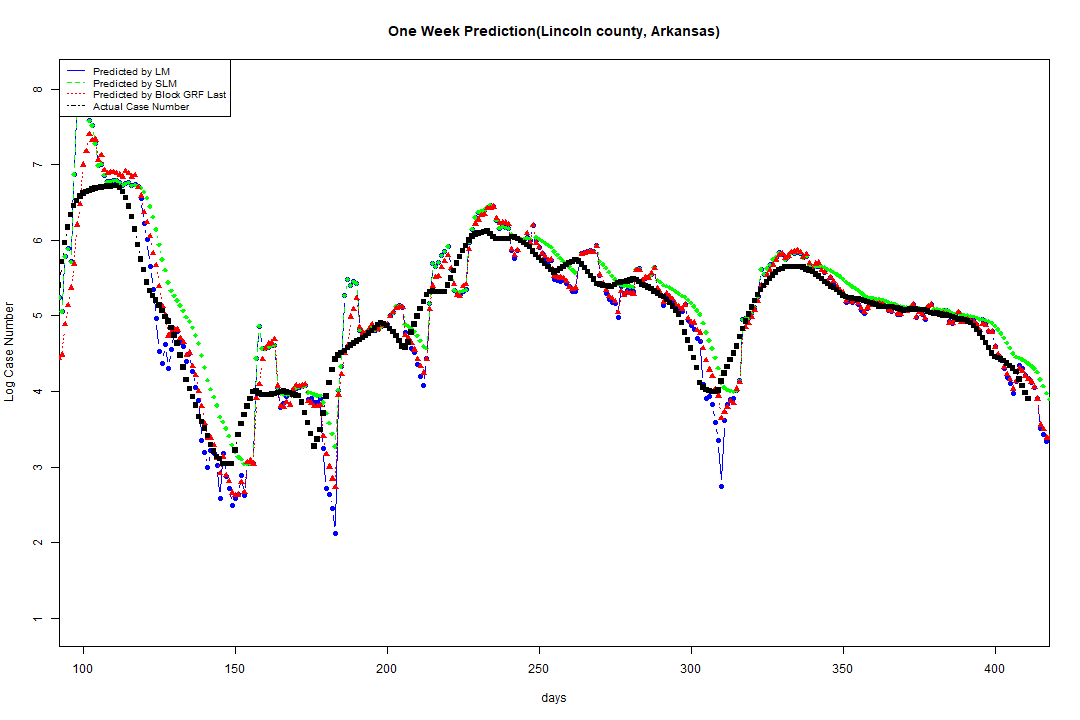 One Week Prediction(Lincoln county, Arkansas)
Predicted by LM
Predicted by SLM
Predicted by Block GRF Last
Actual Case Number
8
7
6
5
4
3
2
1
Log Case Number
100 150 200 250 300 350 400
days